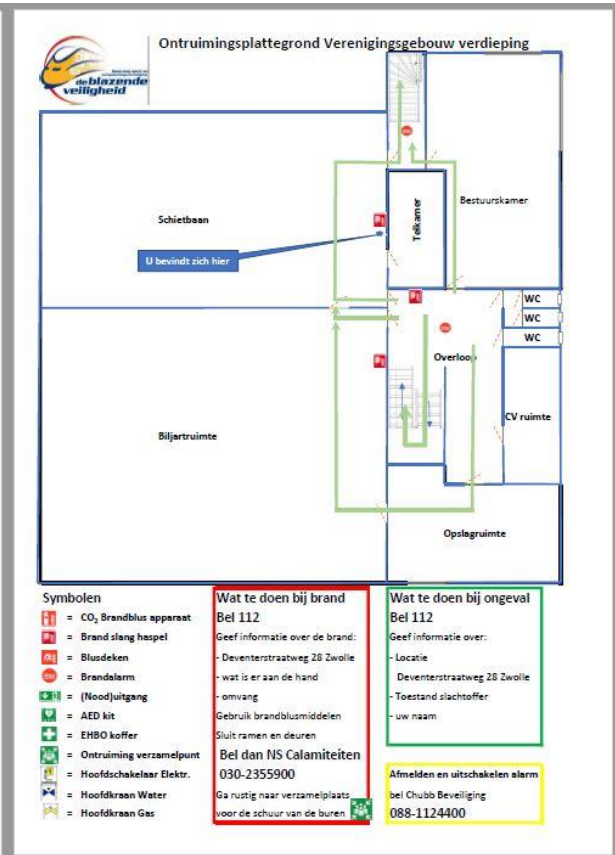 Ontruimingsplattegrond Verenigingsgebouw verdieping
de blazende
veiligheid
Schietbaan
Telkamer
Bestuurskamer
U bevindt zich hier
WC
WC
WC
Overloop
CV ruimte
Biljartruimte
Opslagruimte
Symbolen
= CO₂ Brandblus apparaat
= Brand slang haspel
= Blusdeken
= Brandalarm
= (Nood)uitgang
= AED kit
= EHBO koffer
= Ontruiming verzamelpunt
= Hoofdschakelaar Elektr.
= Hoofdkraan Water
= Hoofdkraan Gas
Wat te doen bij brand
Bel 112
Geef informatie over de brand:
- Deventerstraatweg 28 Zwolle
- wat is er aan de hand
- omvang
Gebruik brandblusmiddelen
Sluit ramen en deuren
Bel dan NS Calamiteiten
030-2355900
Ga rustig naar verzamelplaats
voor de schuur van de buren
Wat te doen bij ongeval
Bel 112
Geef informatie over:
- Locatie
Deventerstraatweg 28 Zwolle
- Toestand slachtoffer
- uw naam
Afmelden en uitschakelen alarm
bel Chubb Beveiliging
088-1124400